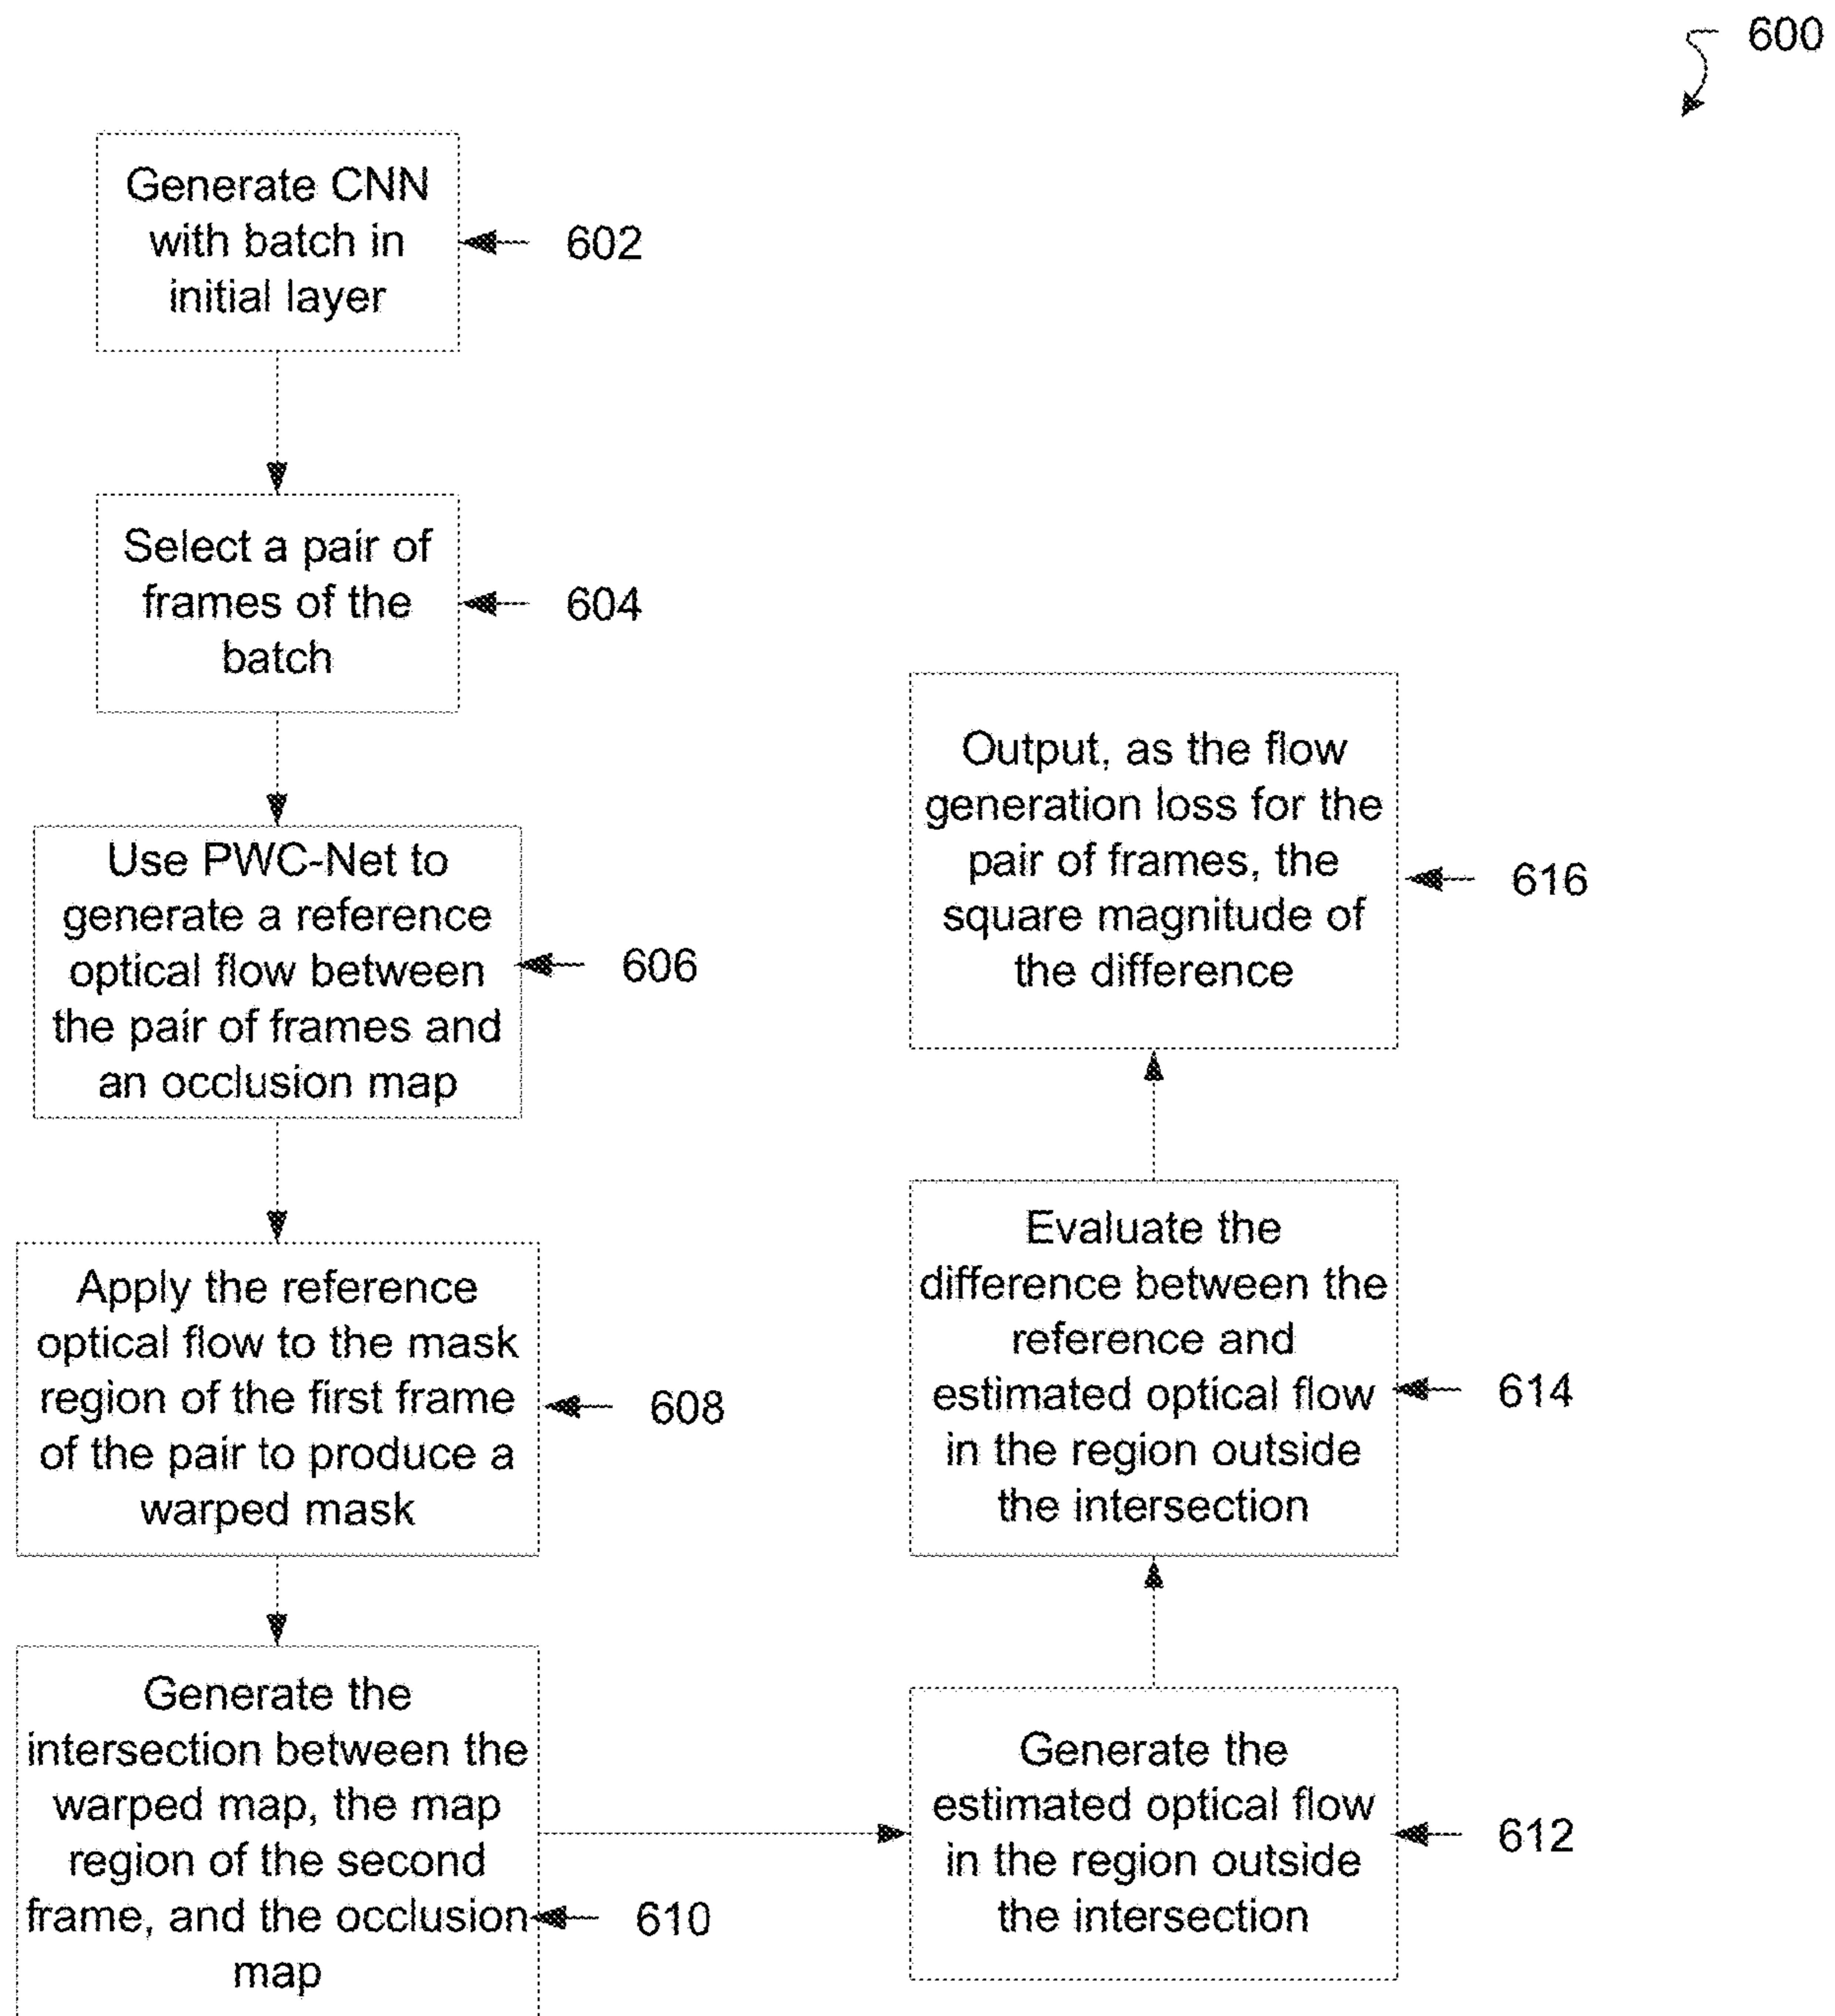 600
Generate CNN
with batch in
initial layer
602
Select a pair of
frames of the
batch
604
Use PWC-Net to
generate a reference
optical flow between
the pair of frames and
an occlusion map
606
Apply the reference
optical flow to the mask
region of the first frame
of the pair to produce a
warped mask
608
Generate the
intersection between the
warped map, the map
region of the second
frame, and the occlusion
map
610
Generate the
estimated optical flow
in the region outside
the intersection
612
Evaluate the
difference between the
reference and
estimated optical flow
in the region outside
the intersection
614
Output, as the flow
generation loss for the
pair of frames, the
square magnitude of
the difference
616